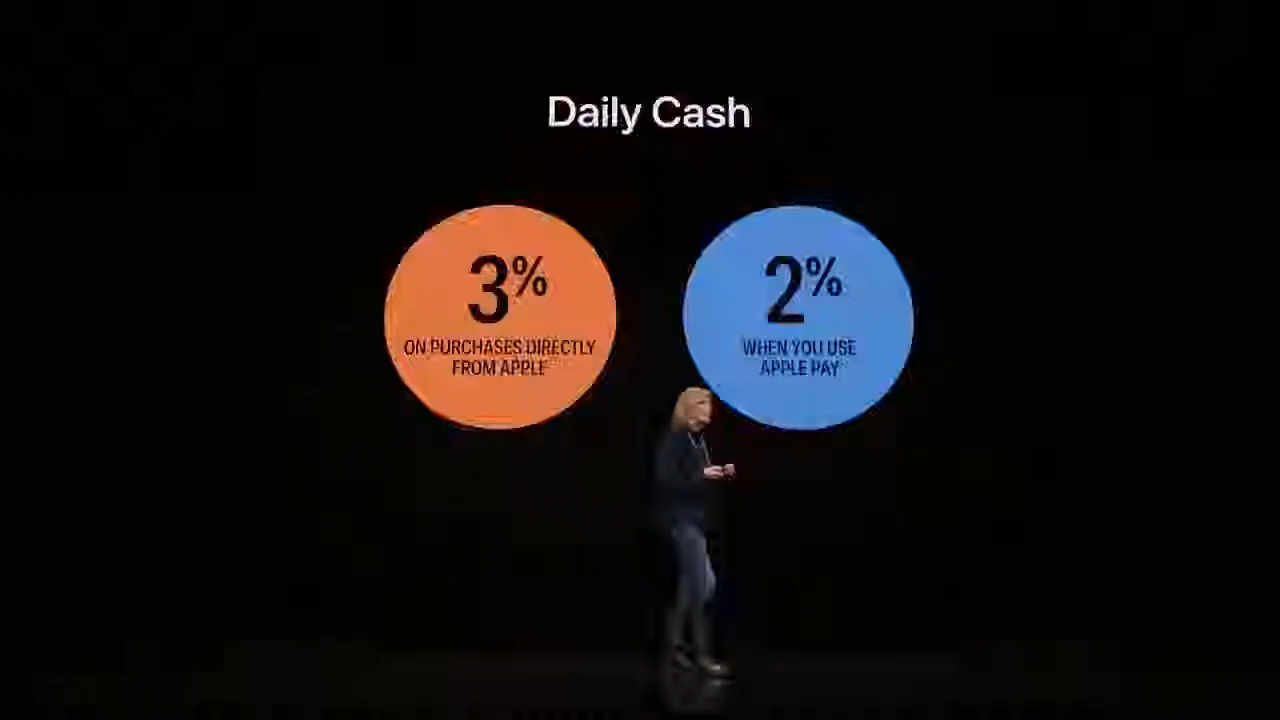 Daily Cash
3%
ON PURCHASES DIRECTLY
FROM APPLE
2%
WHEN YOU USE
APPLE PAY